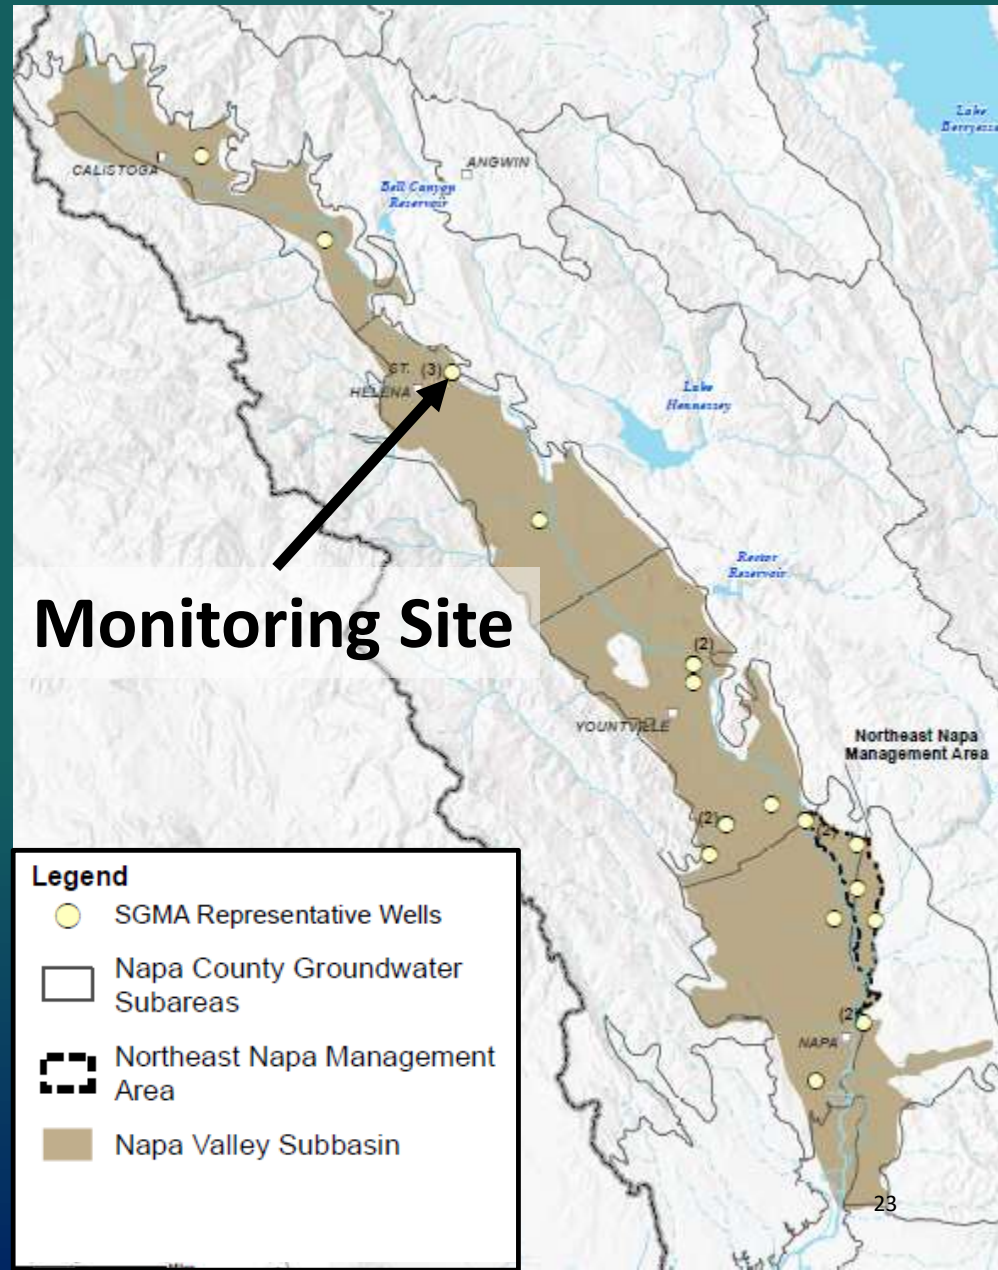 Lake
Berryessa
CALISTOGA
ANGWIN
Bell Canyon
Reservoir
ST. (3)
HELENA
Lake
Hennessey
Monitoring Site
Rector
Reservoir
(2)
YOUNTVILLE
Northeast Napa
Management Area
(2)
(2)
(2)
NAPA
Legend
SGMA Representative Wells
Napa County Groundwater
Subareas
Northeast Napa Management
Area
Napa Valley Subbasin
23